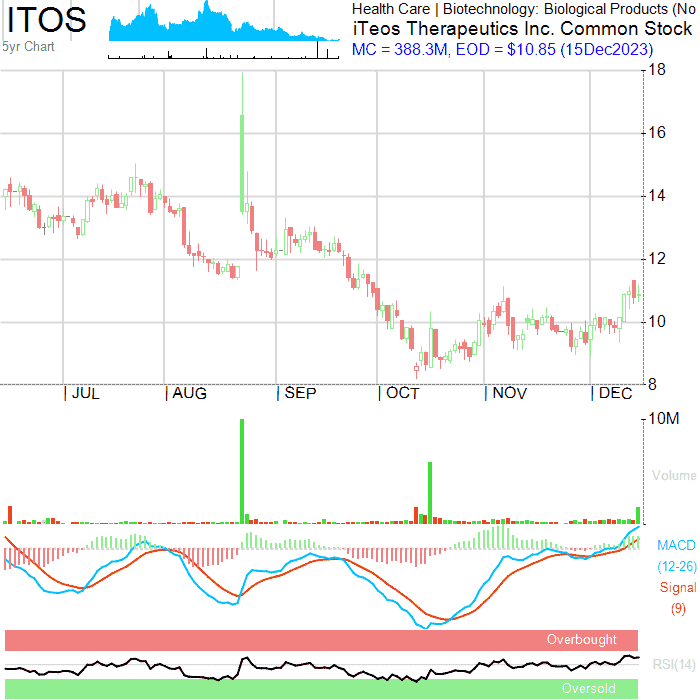 ITOS
5yr Chart
Health Care | Biotechnology: Biological Products (No
iTeos Therapeutics Inc. Common Stock
MC = 388.3M, EOD = $10.85 (15Dec2023)
18
16
14
12
10
8
JUL AUG SEP OCT NOV DEC
10M
Volume
MACD
(12-26)
Signal
(9)
Overbought
RSI(14)
Oversold